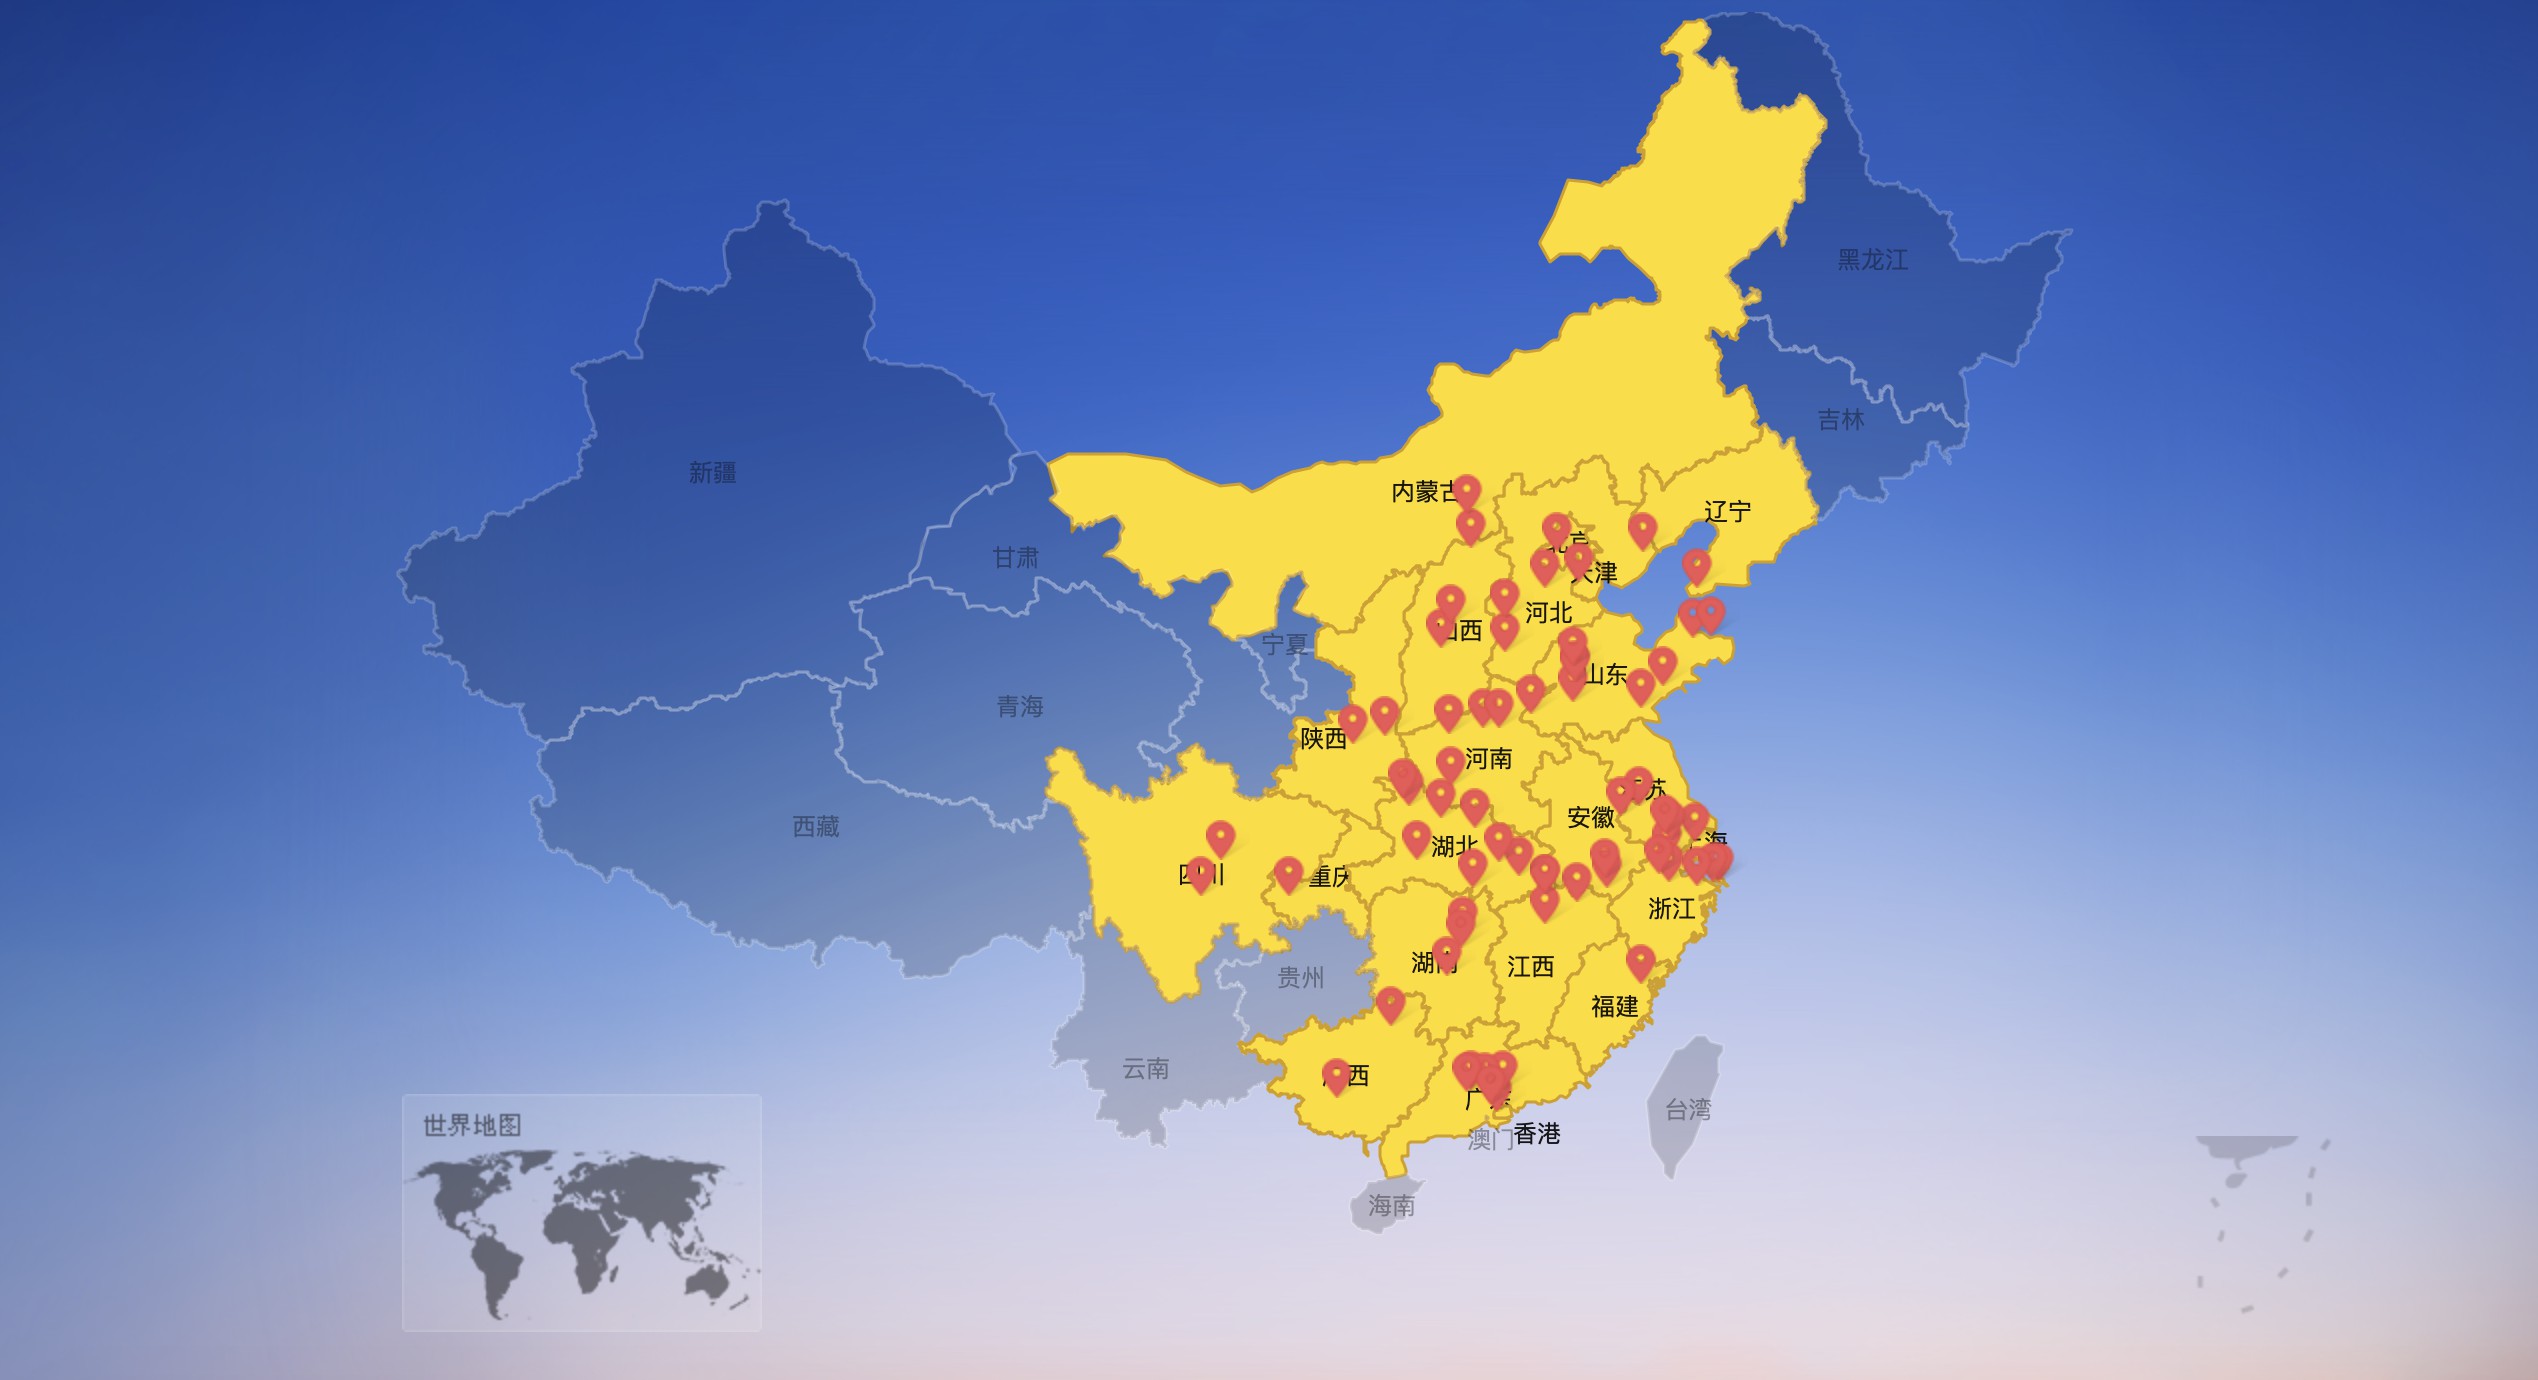 黑龙江
吉林
新疆
内蒙古
辽宁
北京
甘肃
天津
河北
山西
宁夏
山东
青海
陕西
河南
江苏
安徽
西藏
上海
湖北
四川
重庆
浙江
湖南
江西
贵州
福建
云南
广西
广东
台湾
世界地图
香港
澳门
海南